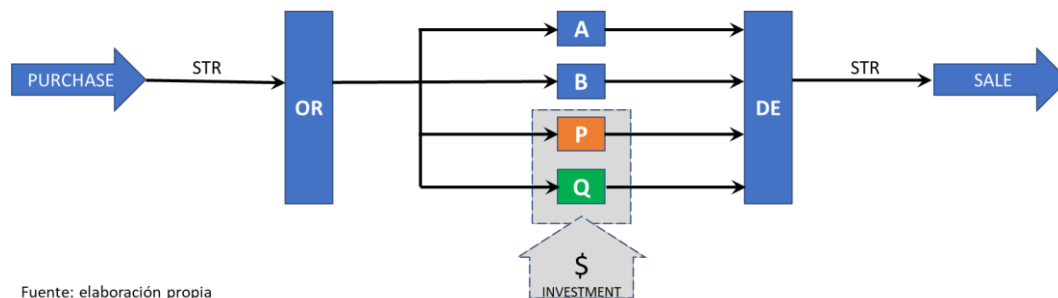 A
STR
STR
PURCHASE
B
SALE
OR
DE
P
Q
$
INVESTMENT
Fuente: elaboración propia